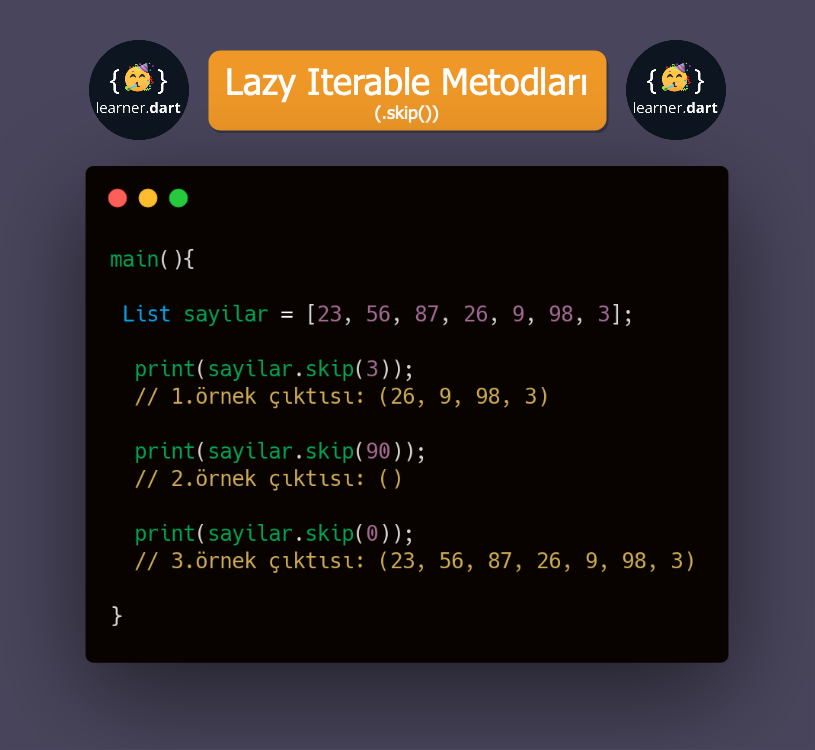 {🥳}
learner.dart
Lazy Iterable Metodları
(.skip())
{🥳}
learner.dart
main(){
List sayilar = [23, 56, 87, 26, 9, 98, 3];
print(sayilar.skip(3));
// 1.örnek çıktısı: (26, 9, 98, 3)
print(sayilar.skip(90));
// 2.örnek çıktısı: ()
print(sayilar.skip(0));
// 3.örnek çıktısı: (23, 56, 87, 26, 9, 98, 3)
}